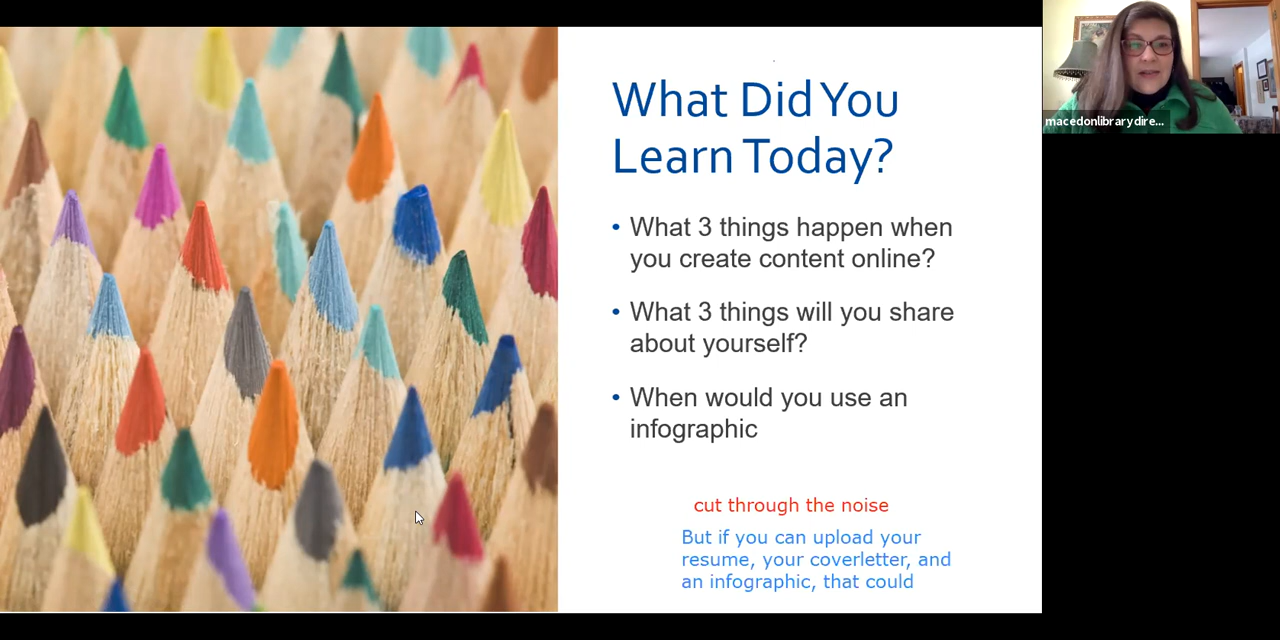 What Did You
Learn Today?
• What 3 things happen when
you create content online?
• What 3 things will you share
about yourself?
• When would you use an
infographic
cut through the noise
But if you can upload your
resume, your coverletter, and
an infographic, that could
macedonlibrarydire...